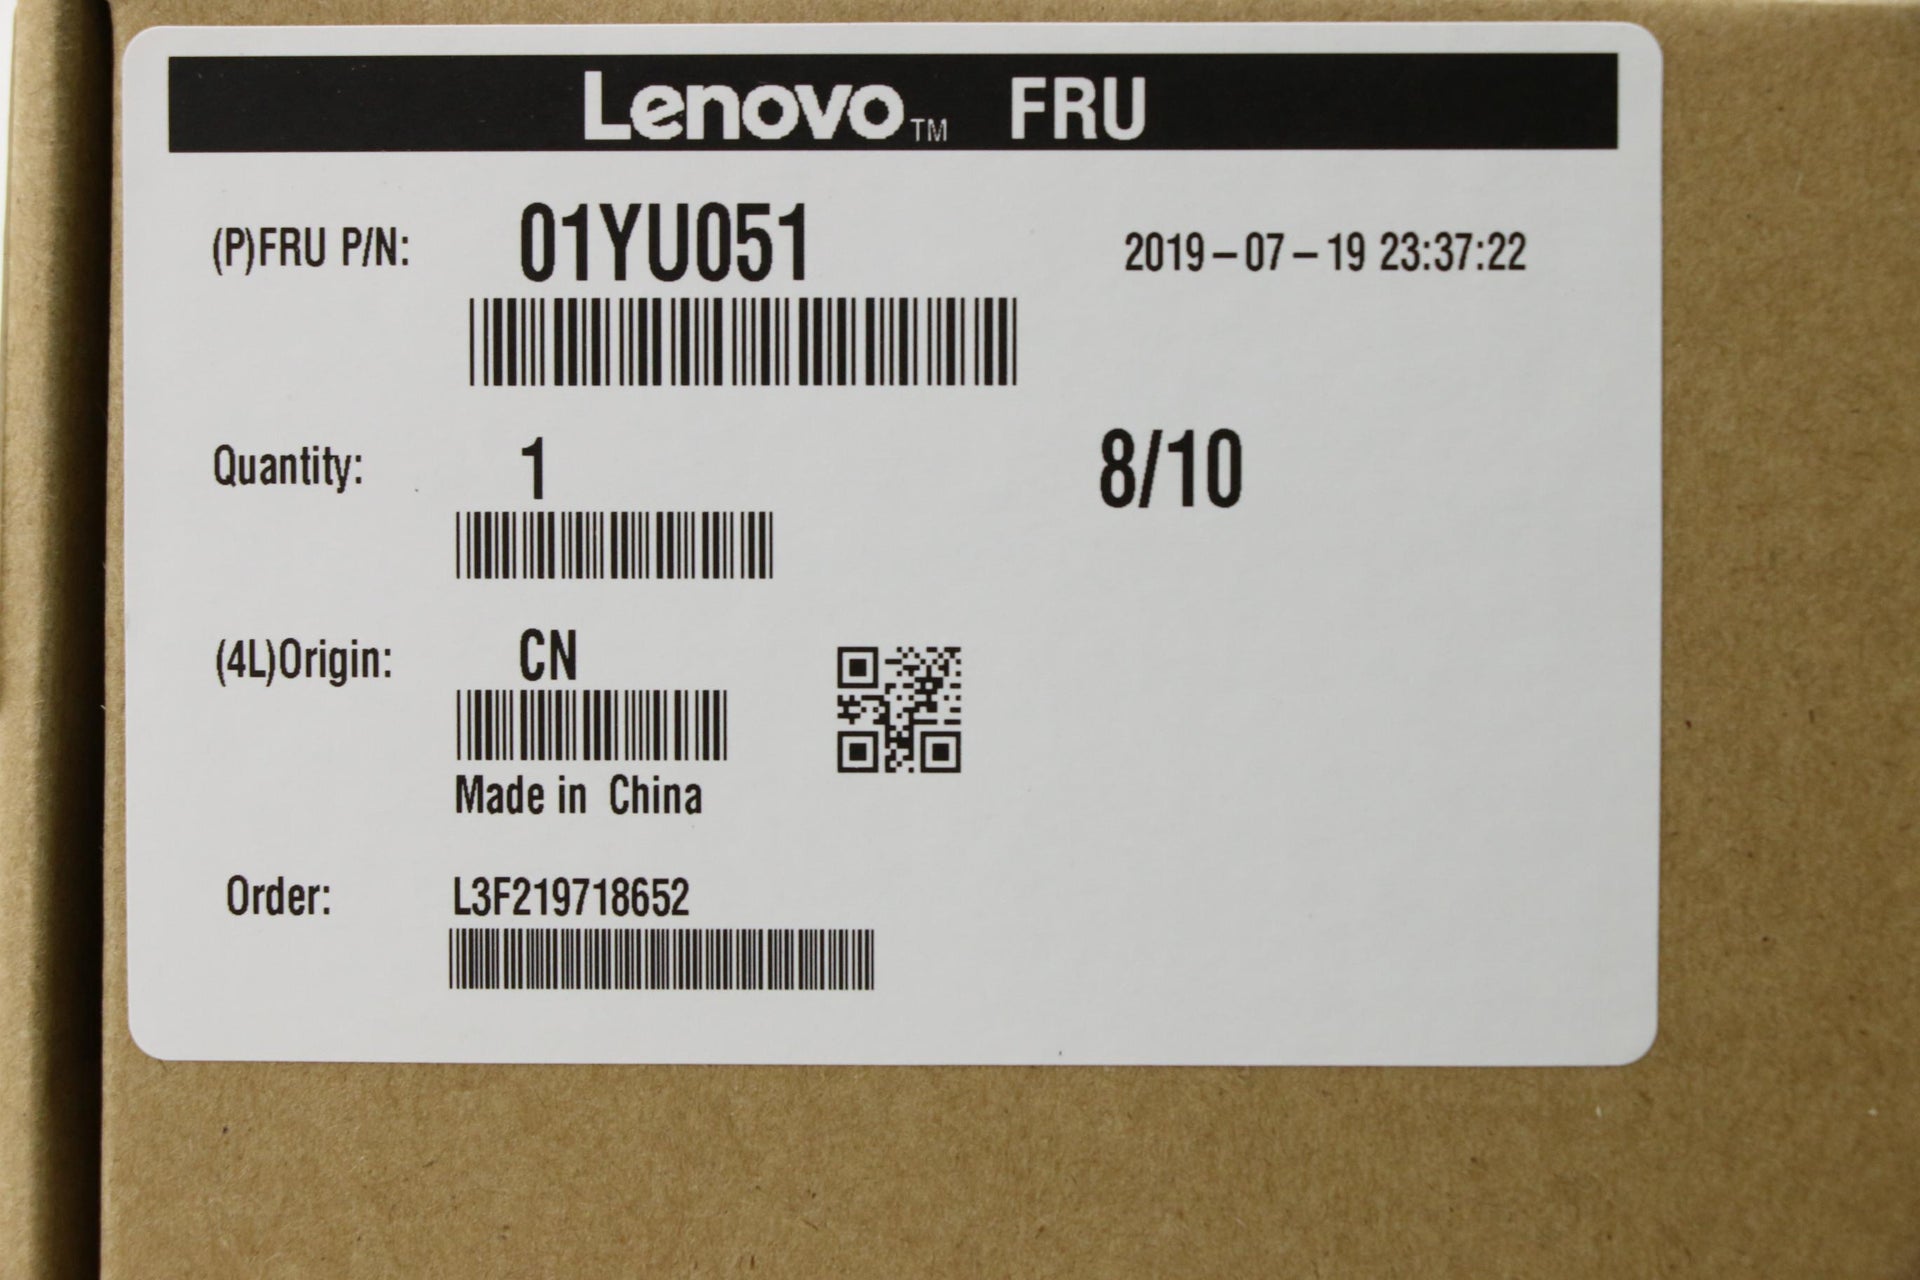 Lenovo™ FRU
(P)FRU P/N: 01YU051 2019-07-19 23:37:22
Quantity: 1 8/10
(4L)Origin: CN
Made in China
Order: L3F219718652